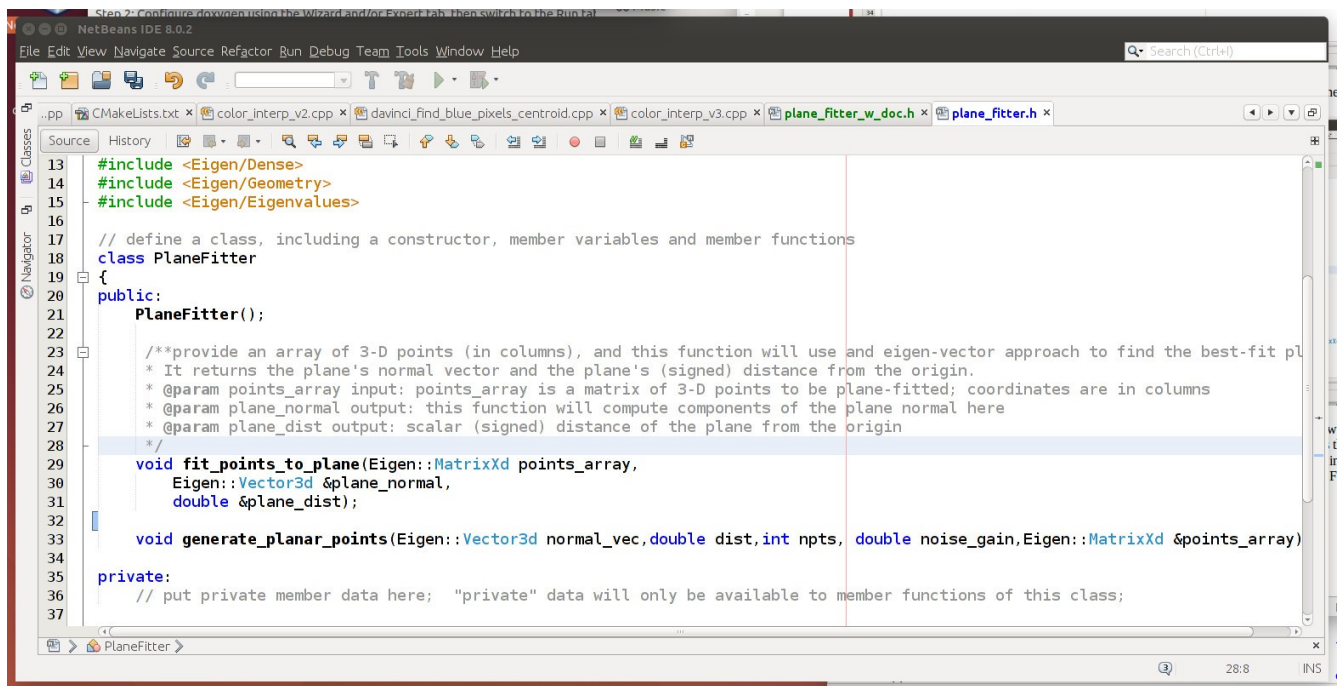 Step 2: Configure doxygen using the Wizard and/or Expert tab, then switch to the Run tab
34
NetBeans IDE 8.0.2
File Edit View Navigate Source Refactor Run Debug Team Tools Window Help
Search (Ctrl+I)
..pp CMakeLists.txt color_interp_v2.cpp davinci_find_blue_pixels_centroid.cpp color_interp_v3.cpp plane_fitter_w_doc.h plane_fitter.h
Source History
Classes
Navigator
13 #include <Eigen/Dense>
14 #include <Eigen/Geometry>
15 #include <Eigen/Eigenvalues>
16
17 // define a class, including a constructor, member variables and member functions
18 class PlaneFitter
19 {
20 public:
21 PlaneFitter();
22
23 /**provide an array of 3-D points (in columns), and this function will use and eigen-vector approach to find the best-fit pl
24 * It returns the plane's normal vector and the plane's (signed) distance from the origin.
25 * @param points_array input: points_array is a matrix of 3-D points to be plane-fitted; coordinates are in columns
26 * @param plane_normal output: this function will compute components of the plane normal here
27 * @param plane_dist output: scalar (signed) distance of the plane from the origin
28 */
29 void fit_points_to_plane(Eigen::MatrixXd points_array,
30 Eigen::Vector3d &plane_normal,
31 double &plane_dist);
32
33 void generate_planar_points(Eigen::Vector3d normal_vec,double dist,int npts, double noise_gain,Eigen::MatrixXd &points_array)
34
35 private:
36 // put private member data here;  "private" data will only be available to member functions of this class;
37
PlaneFitter
3 28:8 INS